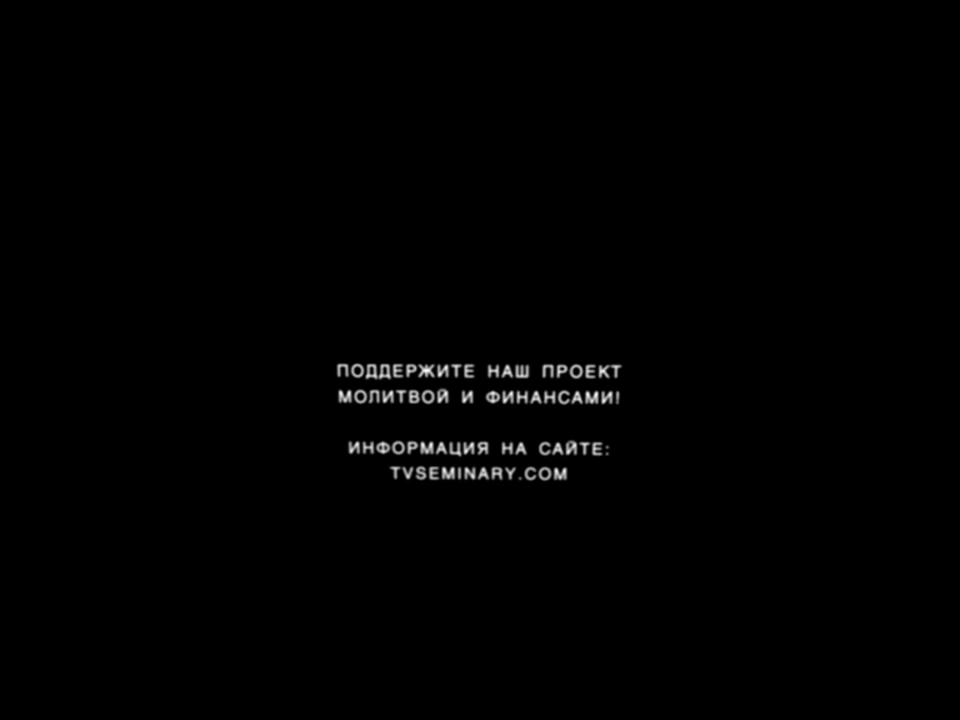 ПОДДЕРЖИТЕ НАШ ПРОЕКТ
МОЛИТВОЙ И ФИНАНСАМИ!
ИНФОРМАЦИЯ НА САЙТЕ:
TVSEMINARY.COM